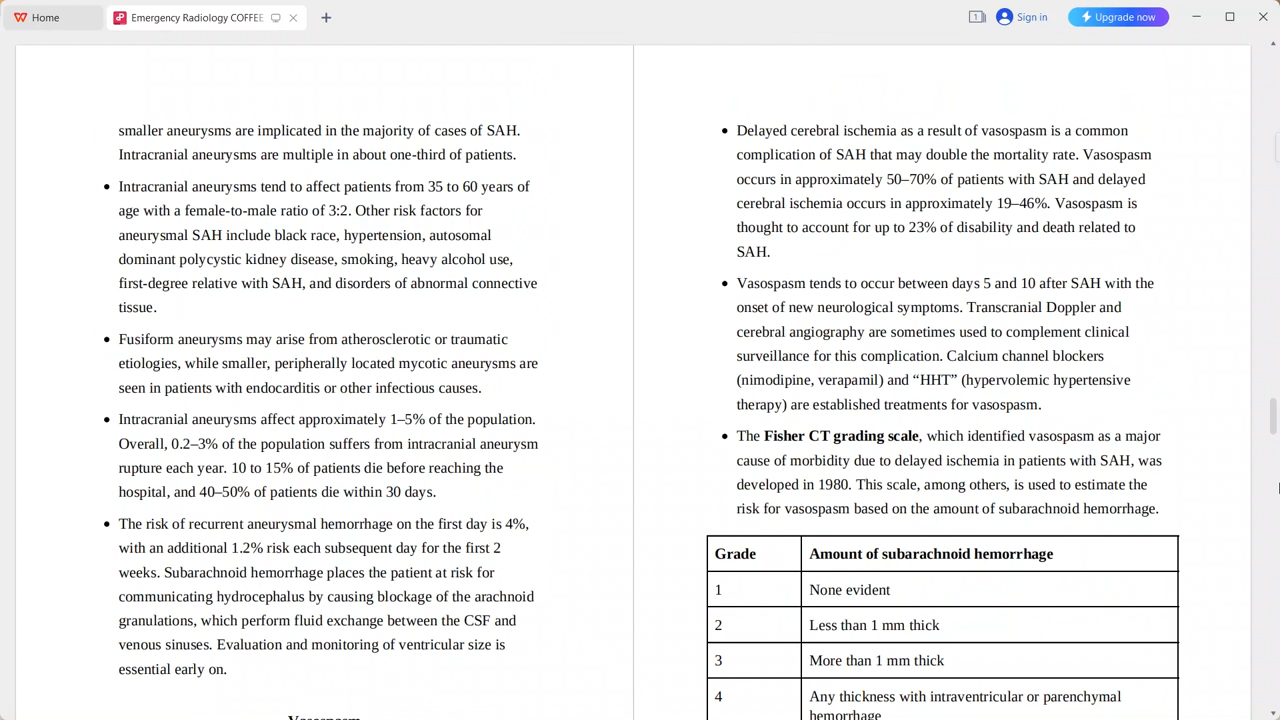 Home
Emergency Radiology COFFEE
Sign in
Upgrade now
smaller aneurysms are implicated in the majority of cases of SAH.
Intracranial aneurysms are multiple in about one-third of patients.
• Intracranial aneurysms tend to affect patients from 35 to 60 years of
age with a female-to-male ratio of 3:2. Other risk factors for
aneurysmal SAH include black race, hypertension, autosomal
dominant polycystic kidney disease, smoking, heavy alcohol use,
first-degree relative with SAH, and disorders of abnormal connective
tissue.
• Fusiform aneurysms may arise from atherosclerotic or traumatic
etiologies, while smaller, peripherally located mycotic aneurysms are
seen in patients with endocarditis or other infectious causes.
• Intracranial aneurysms affect approximately 1–5% of the population.
Overall, 0.2–3% of the population suffers from intracranial aneurysm
rupture each year. 10 to 15% of patients die before reaching the
hospital, and 40–50% of patients die within 30 days.
• The risk of recurrent aneurysmal hemorrhage on the first day is 4%,
with an additional 1.2% risk each subsequent day for the first 2
weeks. Subarachnoid hemorrhage places the patient at risk for
communicating hydrocephalus by causing blockage of the arachnoid
granulations, which perform fluid exchange between the CSF and
venous sinuses. Evaluation and monitoring of ventricular size is
essential early on.
Vasospasm
• Delayed cerebral ischemia as a result of vasospasm is a common
complication of SAH that may double the mortality rate. Vasospasm
occurs in approximately 50–70% of patients with SAH and delayed
cerebral ischemia occurs in approximately 19–46%. Vasospasm is
thought to account for up to 23% of disability and death related to
SAH.
• Vasospasm tends to occur between days 5 and 10 after SAH with the
onset of new neurological symptoms. Transcranial Doppler and
cerebral angiography are sometimes used to complement clinical
surveillance for this complication. Calcium channel blockers
(nimodipine, verapamil) and “HHT” (hypervolemic hypertensive
therapy) are established treatments for vasospasm.
• The Fisher CT grading scale, which identified vasospasm as a major
cause of morbidity due to delayed ischemia in patients with SAH, was
developed in 1980. This scale, among others, is used to estimate the
risk for vasospasm based on the amount of subarachnoid hemorrhage.
Grade Amount of subarachnoid hemorrhage
1 None evident
2 Less than 1 mm thick
3 More than 1 mm thick
4 Any thickness with intraventricular or parenchymal
hemorrhage